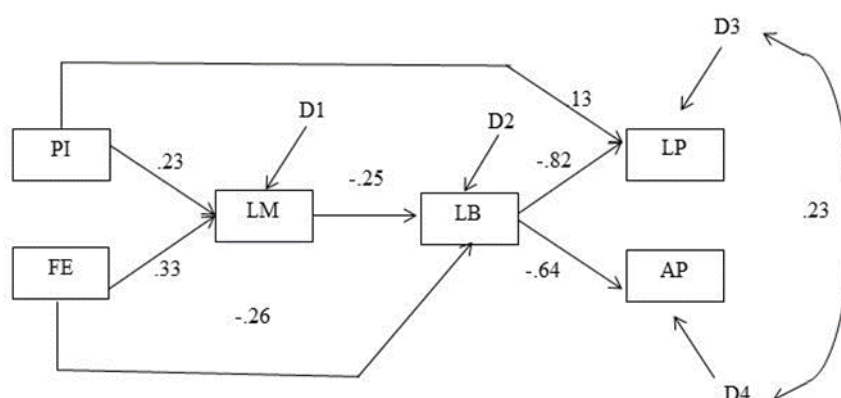 D3
.13
D1
D2
PI
LP
.23
-.25
-.82
LM
LB
.23
FE
.33
-.64
AP
-.26
D4